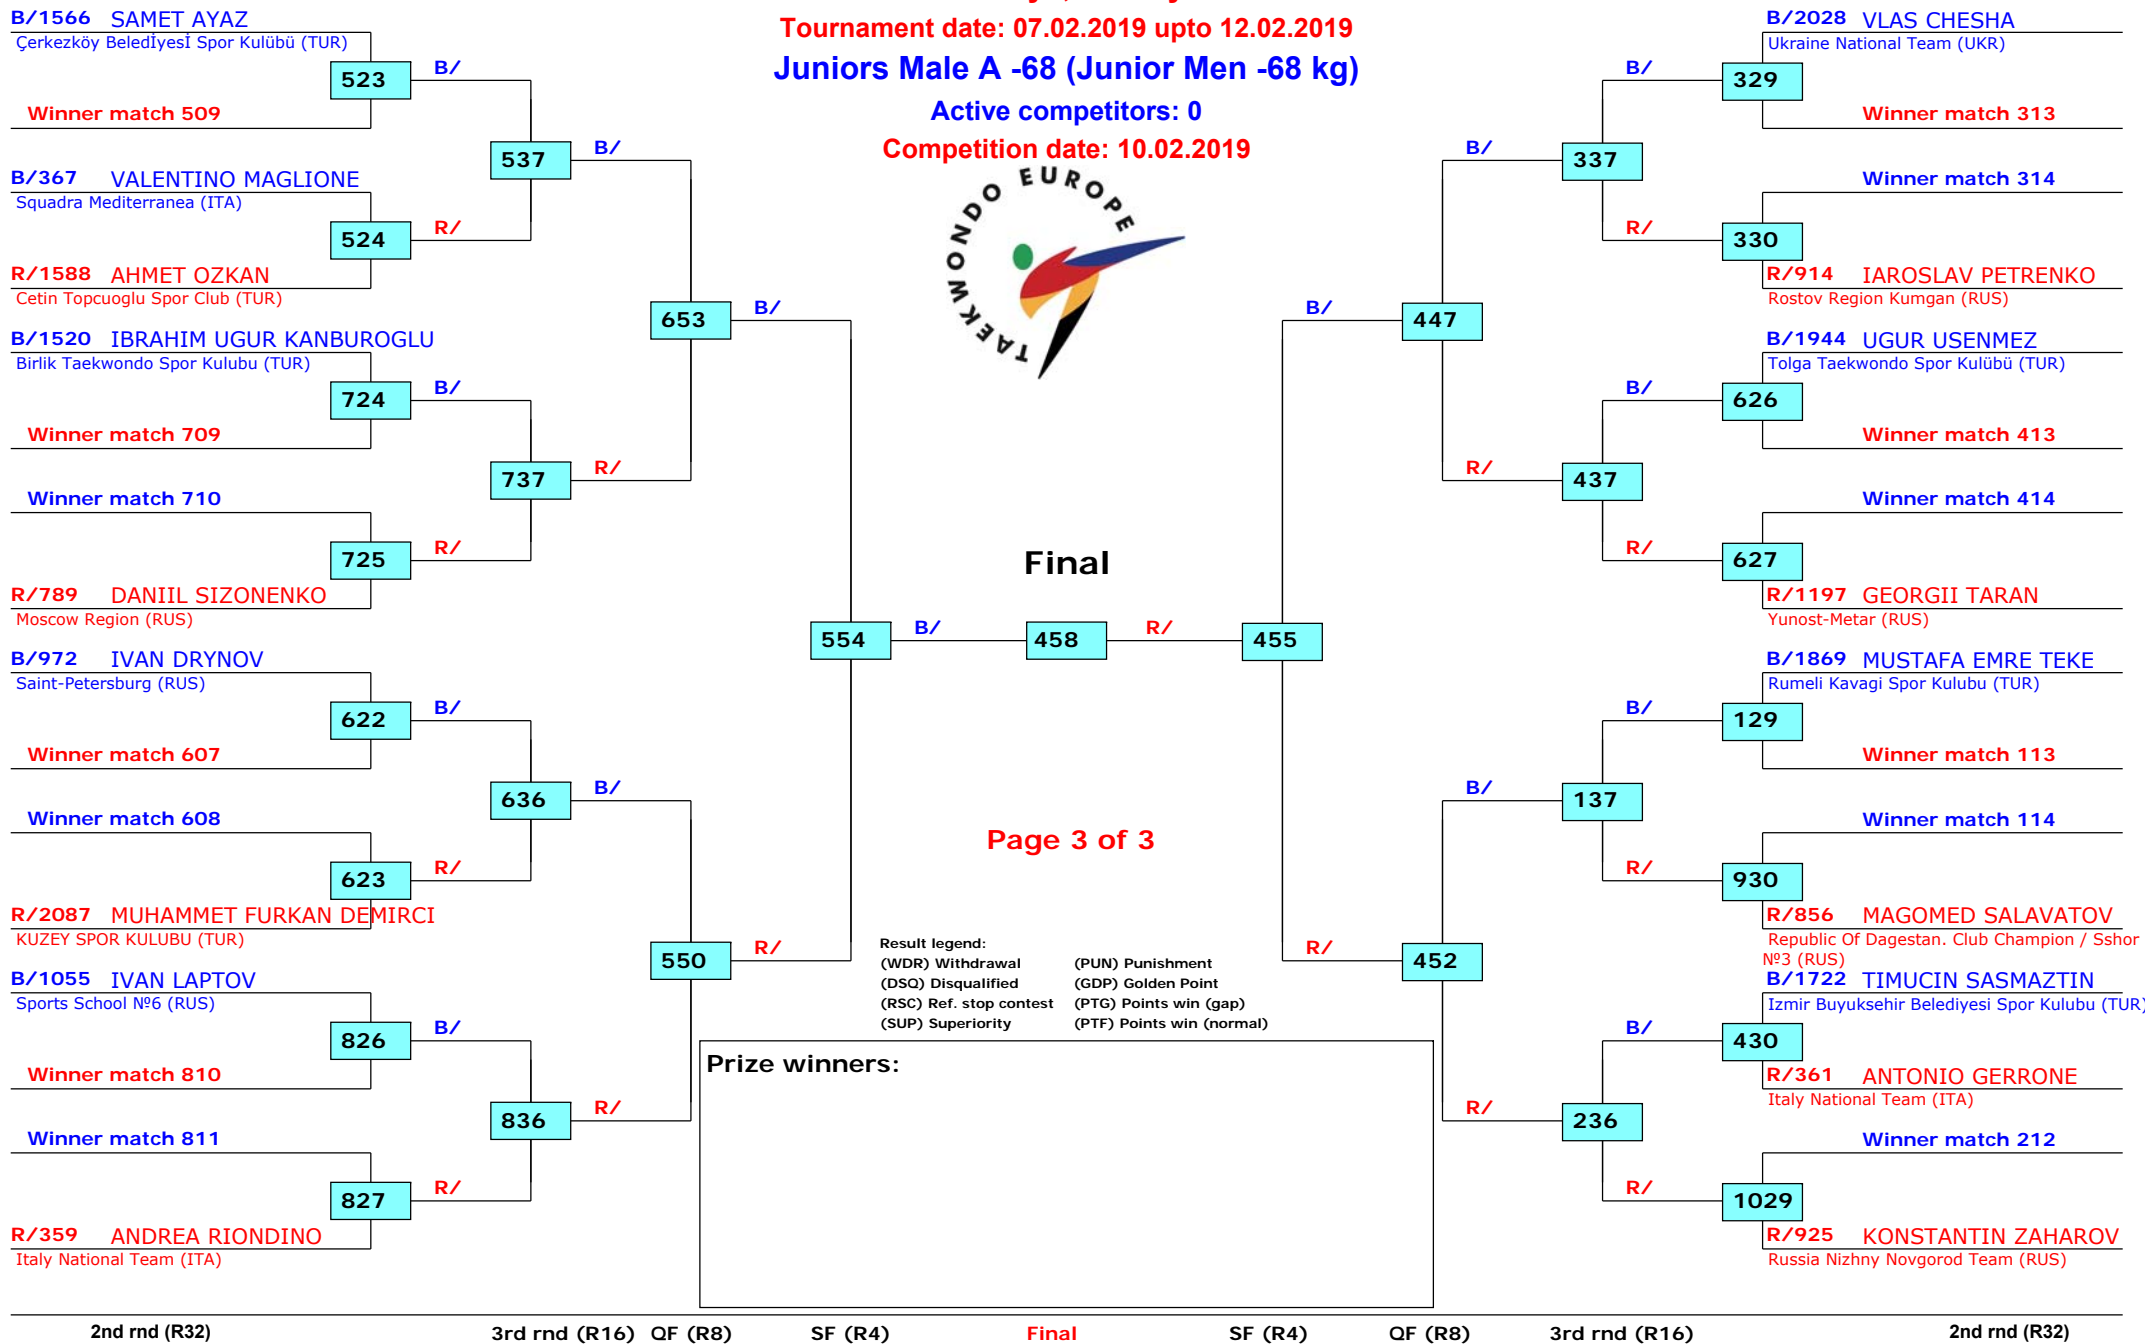 Tournament date: 07.02.2019 upto 12.02.2019
Juniors Male A -68 (Junior Men -68 kg)
Active competitors: 0
Competition date: 10.02.2019
TAEKWONDO EUROPE
B/1566 SAMET AYAZ
Çerkezköy Belediyesi Spor Kulübü (TUR)
523
B/
Winner match 509
537
B/
B/367 VALENTINO MAGLIONE
Squadra Mediterranea (ITA)
524
R/
R/1588 AHMET OZKAN
Cetin Topcuoglu Spor Club (TUR)
653
B/
B/1520 IBRAHIM UGUR KANBUROGLU
Birlik Taekwondo Spor Kulubu (TUR)
724
B/
Winner match 709
737
R/
Winner match 710
725
R/
R/789 DANIIL SIZONENKO
Moscow Region (RUS)
554
B/
B/972 IVAN DRYNOV
Saint-Petersburg (RUS)
622
B/
Winner match 607
636
B/
Winner match 608
623
R/
R/2087 MUHAMMET FURKAN DEMIRCI
KUZEY SPOR KULUBU (TUR)
550
R/
B/1055 IVAN LAPTOV
Sports School №6 (RUS)
826
B/
Winner match 810
836
R/
Winner match 811
827
R/
R/359 ANDREA RIONDINO
Italy National Team (ITA)
Final
458
R/
455
Page 3 of 3
Result legend:
(WDR) Withdrawal (PUN) Punishment
(DSQ) Disqualified (GDP) Golden Point
(RSC) Ref. stop contest (PTG) Points win (gap)
(SUP) Superiority (PTF) Points win (normal)
Prize winners:
B/2028 VLAS CHESHA
Ukraine National Team (UKR)
B/
329
Winner match 313
B/
337
Winner match 314
R/
330
R/914 IAROSLAV PETRENKO
Rostov Region Kumgan (RUS)
B/
447
B/1944 UGUR USENMEZ
Tolga Taekwondo Spor Kulübü (TUR)
B/
626
Winner match 413
R/
437
Winner match 414
R/
627
R/1197 GEORGII TARAN
Yunost-Metar (RUS)
B/1869 MUSTAFA EMRE TEKE
Rumeli Kavagi Spor Kulubu (TUR)
B/
129
Winner match 113
B/
137
Winner match 114
R/
930
R/856 MAGOMED SALAVATOV
Republic Of Dagestan. Club Champion / Sshor
№3 (RUS)
R/
452
B/1722 TIMUCIN SASMAZTIN
Izmir Buyuksehir Belediyesi Spor Kulubu (TUR)
B/
430
R/361 ANTONIO GERRONE
Italy National Team (ITA)
R/
236
Winner match 212
R/
1029
R/925 KONSTANTIN ZAHAROV
Russia Nizhny Novgorod Team (RUS)
2nd rnd (R32) 3rd rnd (R16) QF (R8) SF (R4) Final SF (R4) QF (R8) 3rd rnd (R16) 2nd rnd (R32)